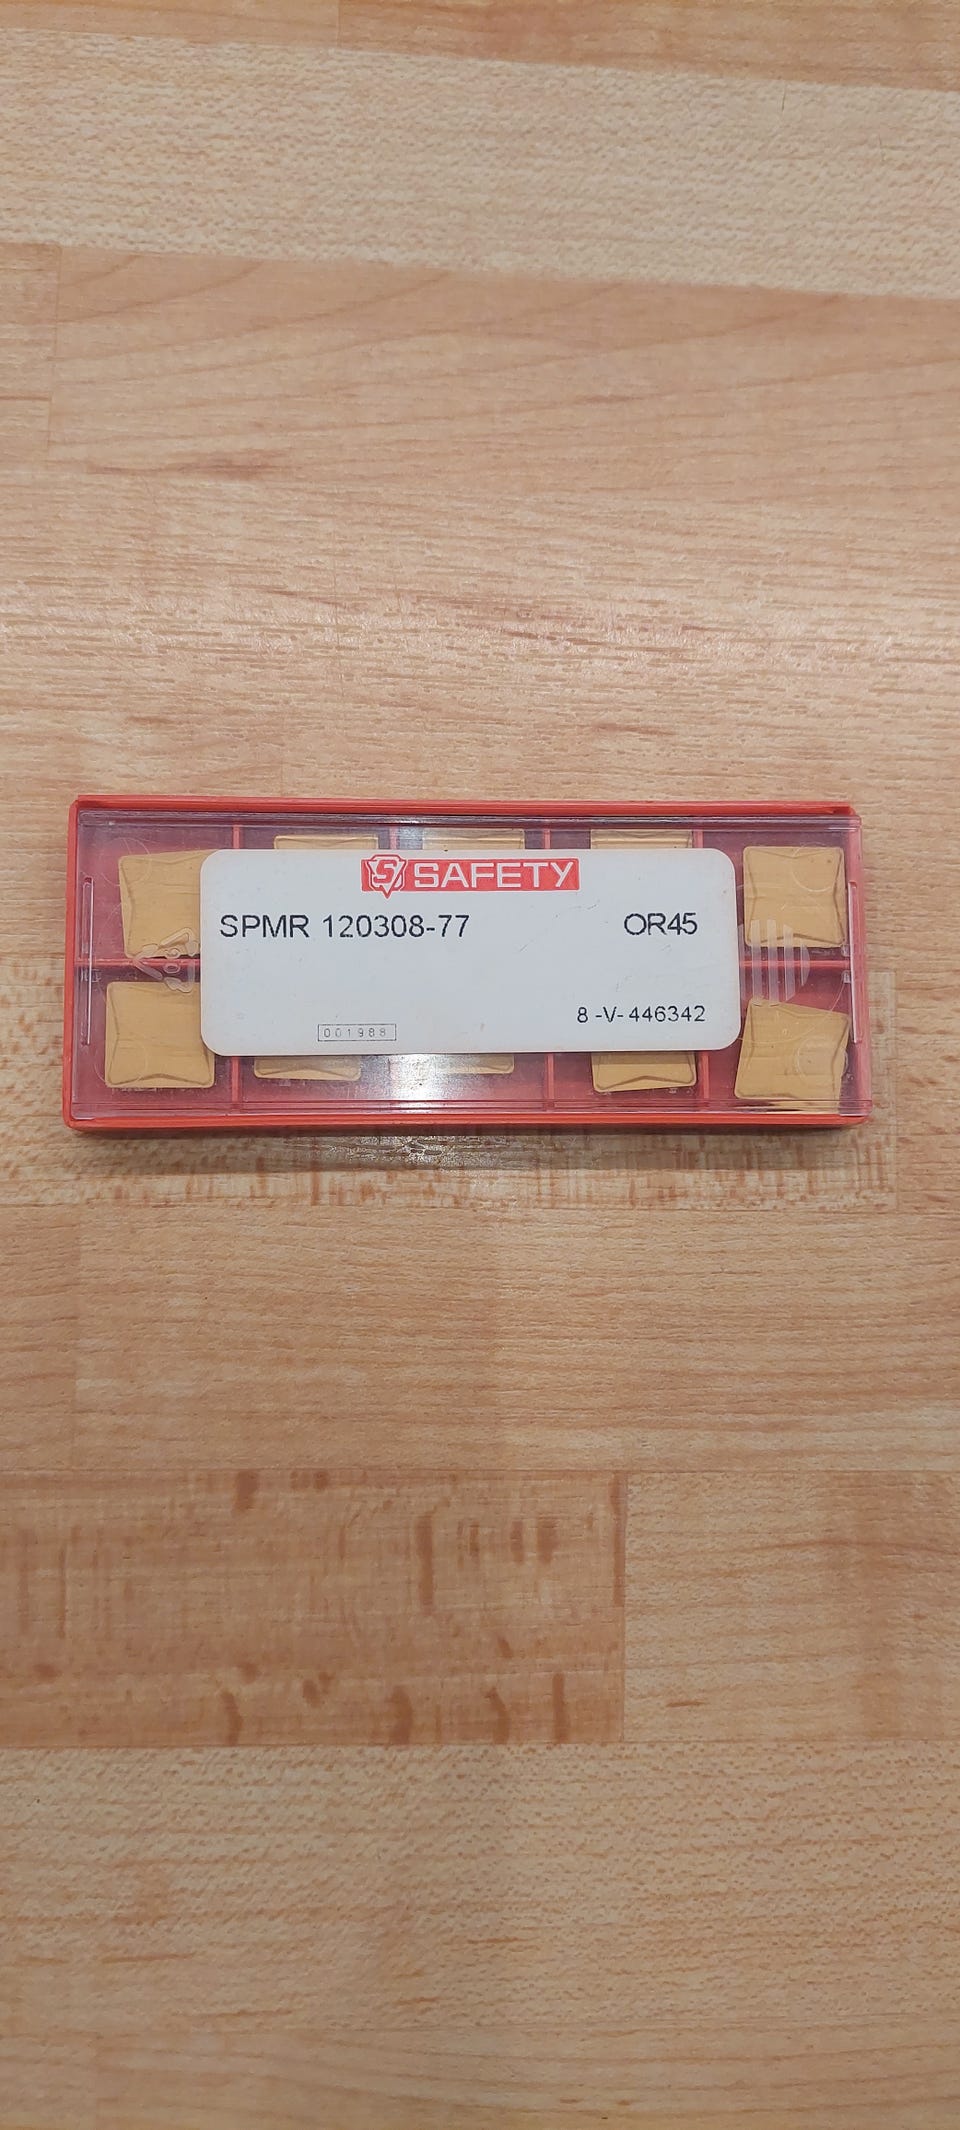 SAFETY
SPMR 120308-77 OR45
8 -V- 446342
001988